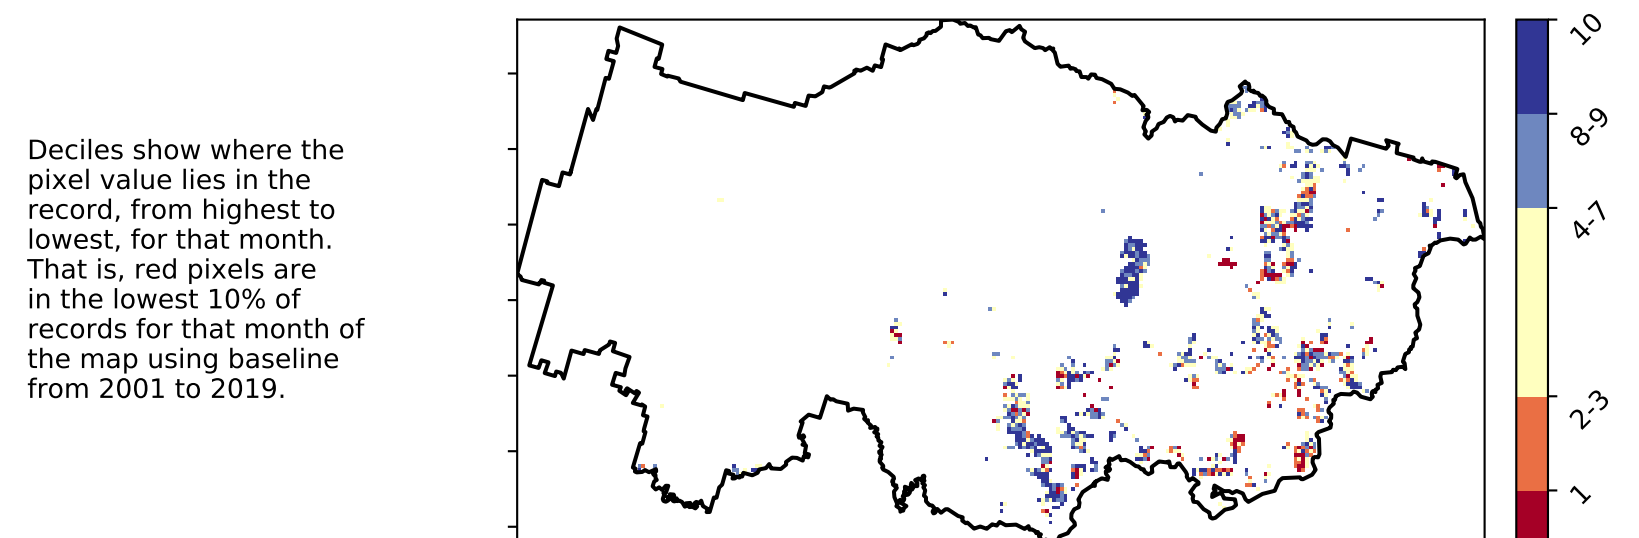 Deciles show where the
pixel value lies in the
record, from highest to
lowest, for that month.
That is, red pixels are
in the lowest 10% of
records for that month of
the map using baseline
from 2001 to 2019.
10
8-9
4-7
2-3
1